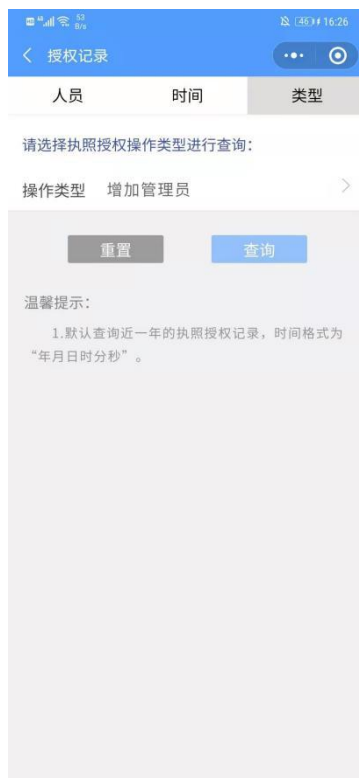 53
B/s
46
16:26
授权记录
人员 时间 类型
请选择执照授权操作类型进行查询：
操作类型 增加管理员
重置 查询
温馨提示：
1.默认查询近一年的执照授权记录，时间格式为
“年月日时分秒”。